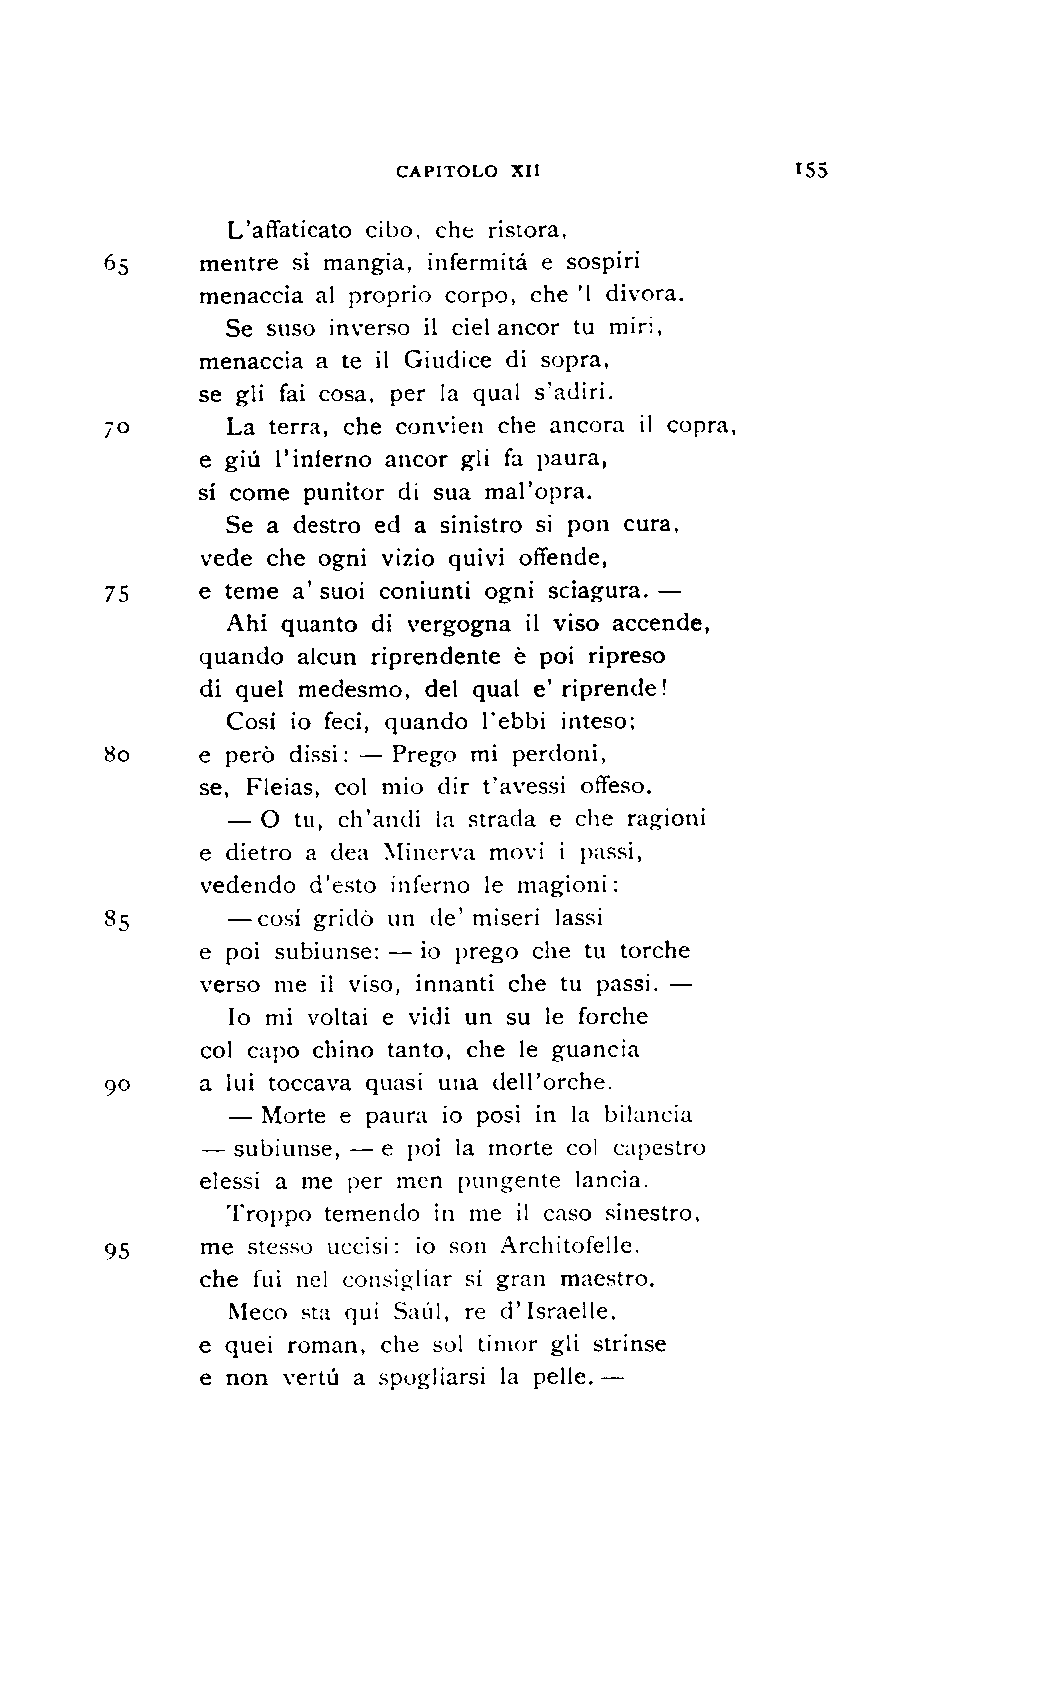 CAPITOLO XII 155
L'affaticato cibo, che ristora,
65 mentre si mangia, infermitá e sospiri
menaccia al proprio corpo, che 'l divora.
Se suso inverso il ciel ancor tu miri,
menaccia a te il Giudice di sopra,
se gli fai cosa, per la qual s'adiri.
70 La terra, che convien che ancora il copra,
e giú l'inferno ancor gli fa paura,
sí come punitor di sua mal'opra.
Se a destro ed a sinistro si pon cura,
vede che ogni vizio quivi offende,
75 e teme a' suoi coniunti ogni sciagura. —
Ahi quanto di vergogna il viso accende,
quando alcun riprendente è poi ripreso
di quel medesmo, del qual e' riprende!
Cosí io feci, quando l'ebbi inteso;
80 e però dissi: — Prego mi perdoni,
se, Fleias, col mio dir t'avessi offeso.
— O tu, ch'andi la strada e che ragioni
e dietro a dea Minerva movi i passi,
vedendo d'esto inferno le magioni:
85 — cosí gridò un de' miseri lassi
e poi subiunse: — io prego che tu torche
verso me il viso, innanti che tu passi. —
Io mi voltai e vidi un su le forche
col capo chino tanto, che le guancia
90 a lui toccava quasi una dell'orche.
— Morte e paura io posi in la bilancia
— subiunse, — e poi la morte col capestro
elessi a me per men pungente lancia.
Troppo temendo in me il caso sinestro,
95 me stesso uccisi: io son Architofelle,
che fui nel consigliar sí gran maestro.
Meco sta qui Saúl, re d'Israelle,
e quei roman, che sol timor gli strinse
e non vertú a spogliarsi la pelle. —